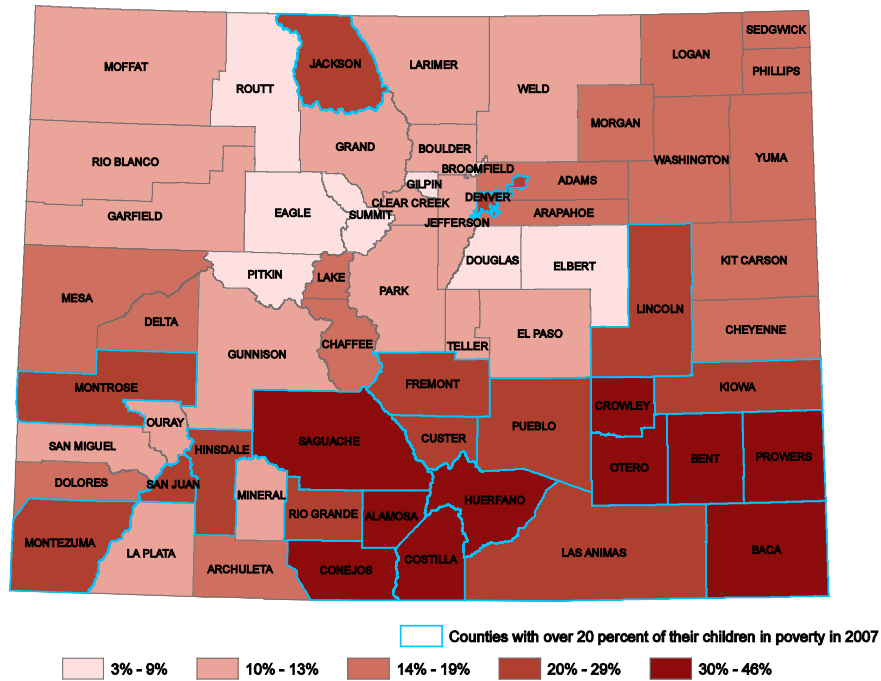 SEDGWICK
LOGAN
MOFFAT
JACKSON
LARIMER
PHILLIPS
ROUTT
WELD
MORGAN
GRAND
BOULDER
RIO BLANCO
WASHINGTON
YUMA
BROOMFIELD
GILPIN
ADAMS
DENVER
CLEAR CREEK
EAGLE
SUMMIT
GARFIELD
JEFFERSON
ARAPAHOE
DOUGLAS
ELBERT
KIT CARSON
PITKIN
LAKE
PARK
MESA
LINCOLN
DELTA
CHEYENNE
EL PASO
CHAFFEE
TELLER
GUNNISON
MONTROSE
FREMONT
KIOWA
CROWLEY
OURAY
PUEBLO
CUSTER
SAGUACHE
SAN MIGUEL
HINSDALE
BENT
PROWERS
OTERO
DOLORES
SAN JUAN
MINERAL
HUERFANO
RIO GRANDE
ALAMOSA
MONTEZUMA
LA PLATA
LAS ANIMAS
BACA
COSTILLA
ARCHULETA
CONEJOS
Counties with over 20 percent of their children in poverty in 2007
3% - 9%
10% - 13%
14% - 19%
20% - 29%
30% - 46%